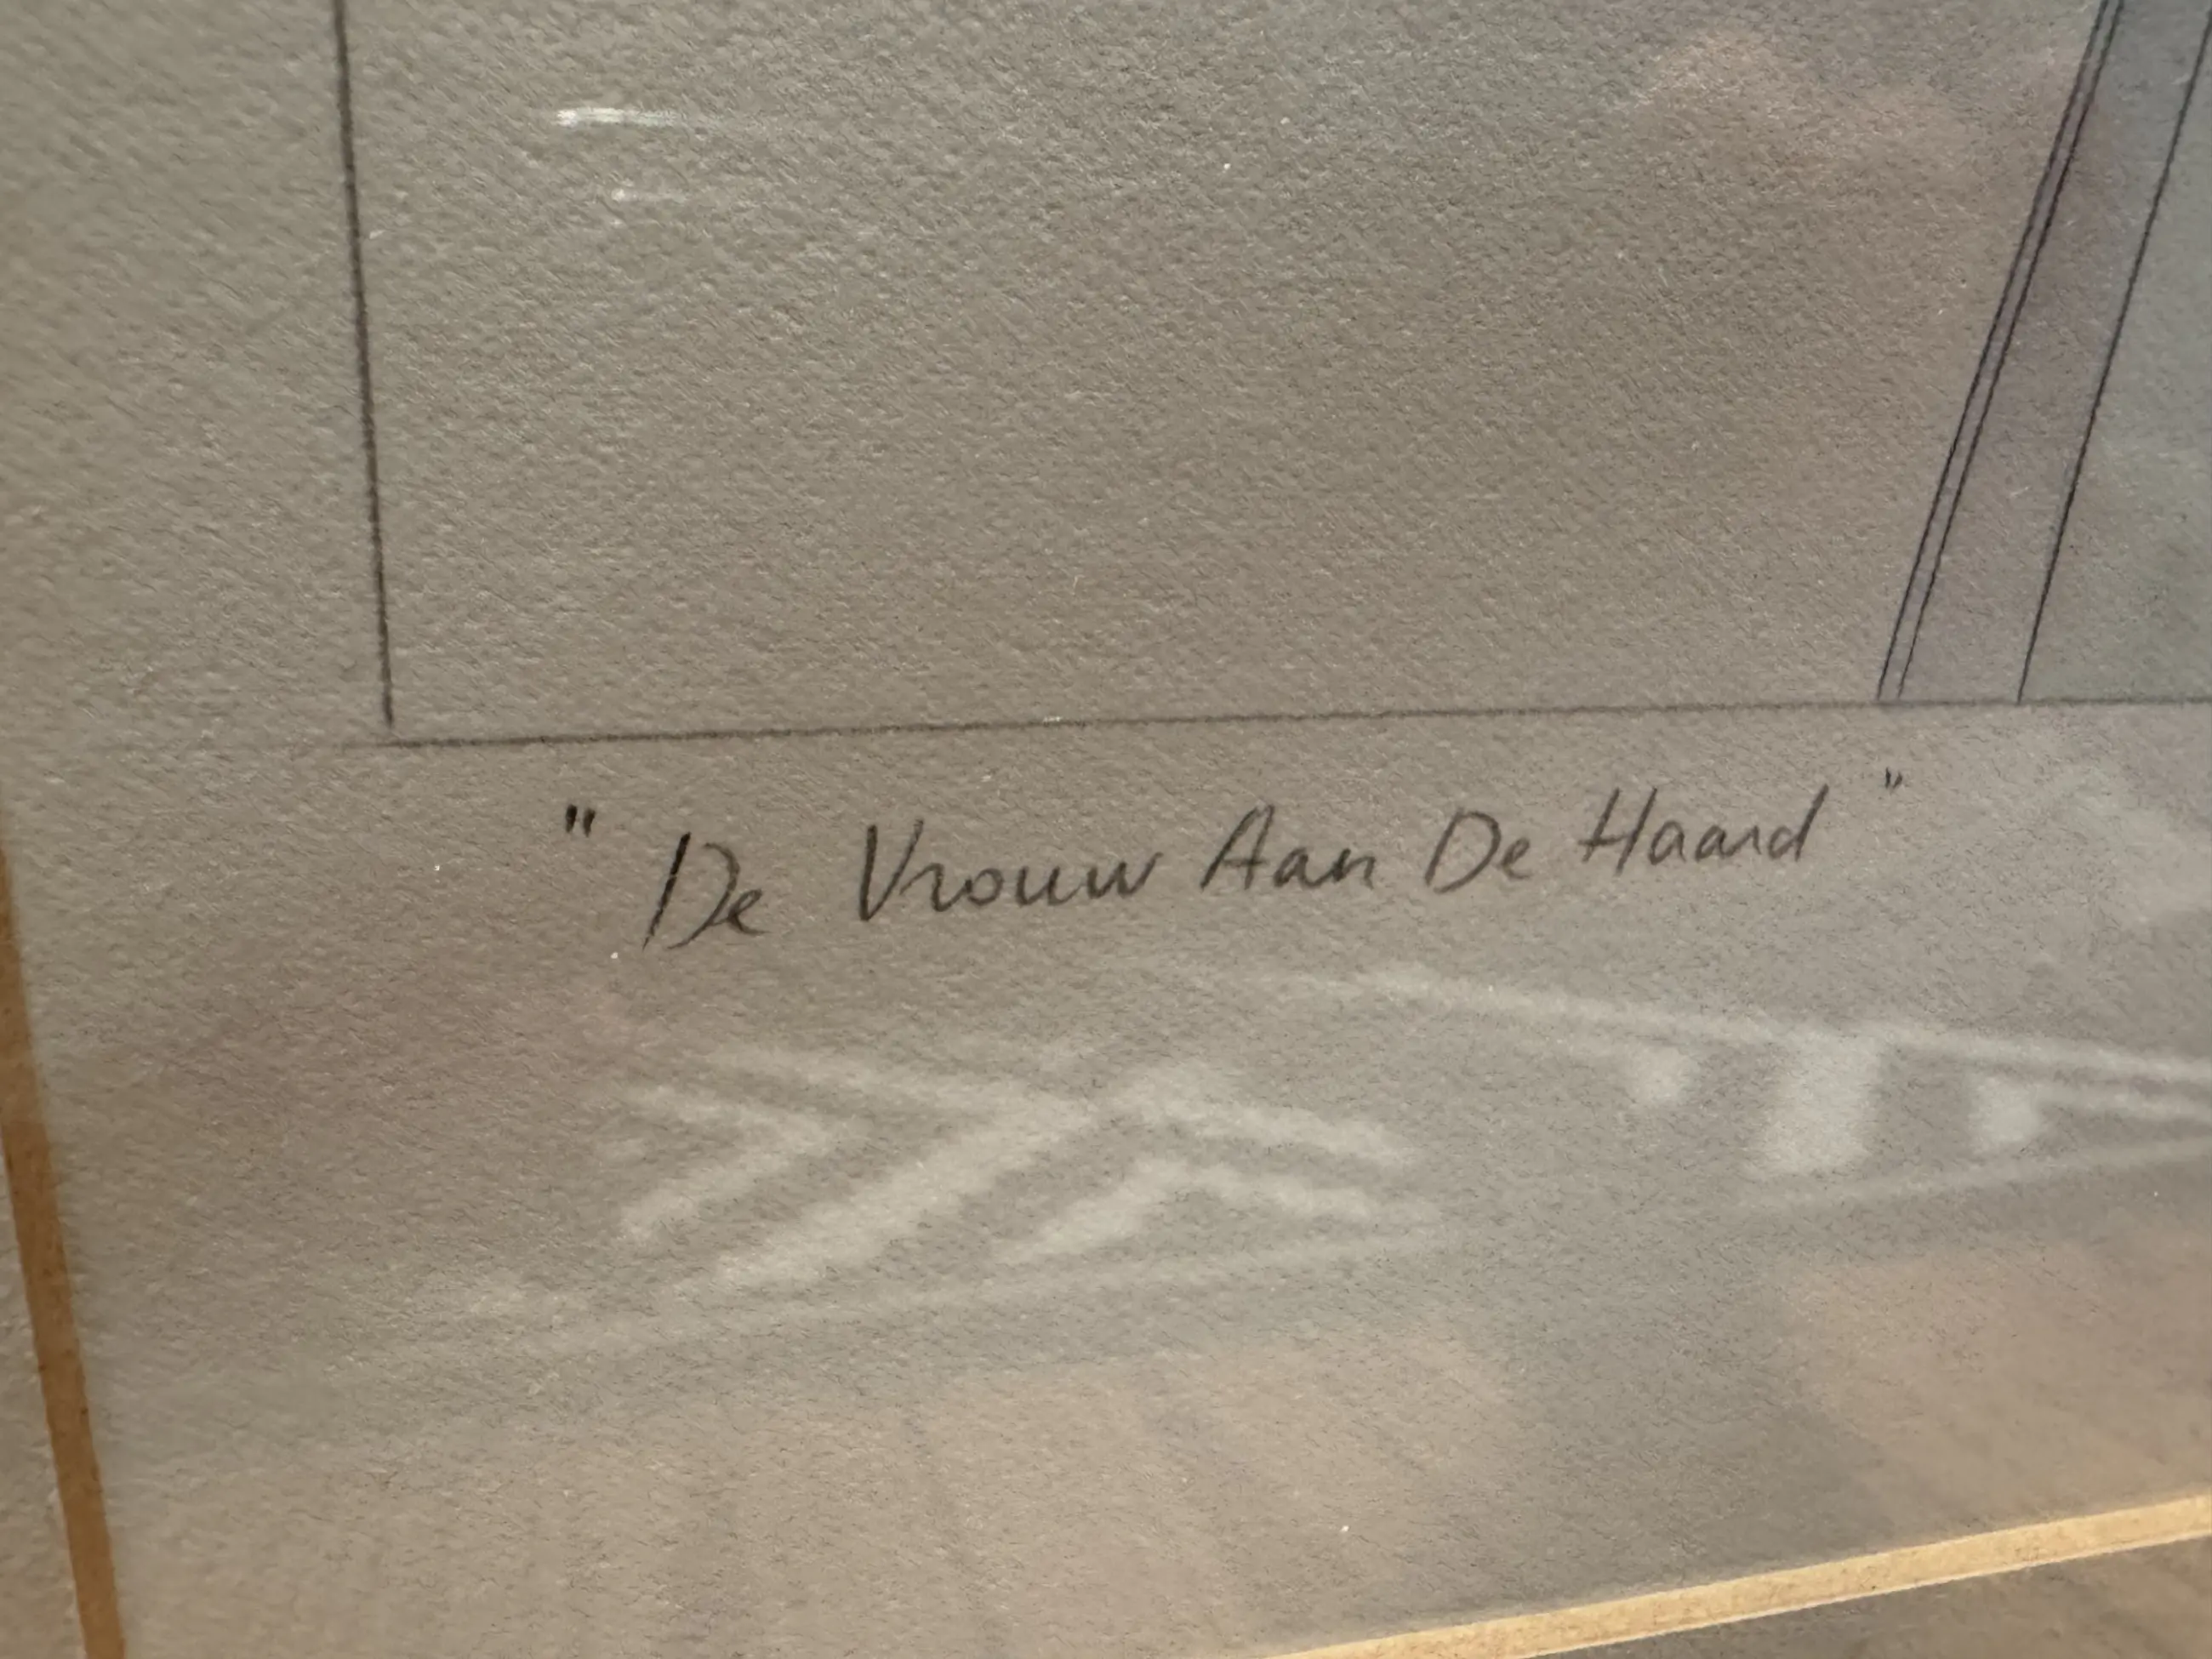 " De Vrouw Aan De Haard "